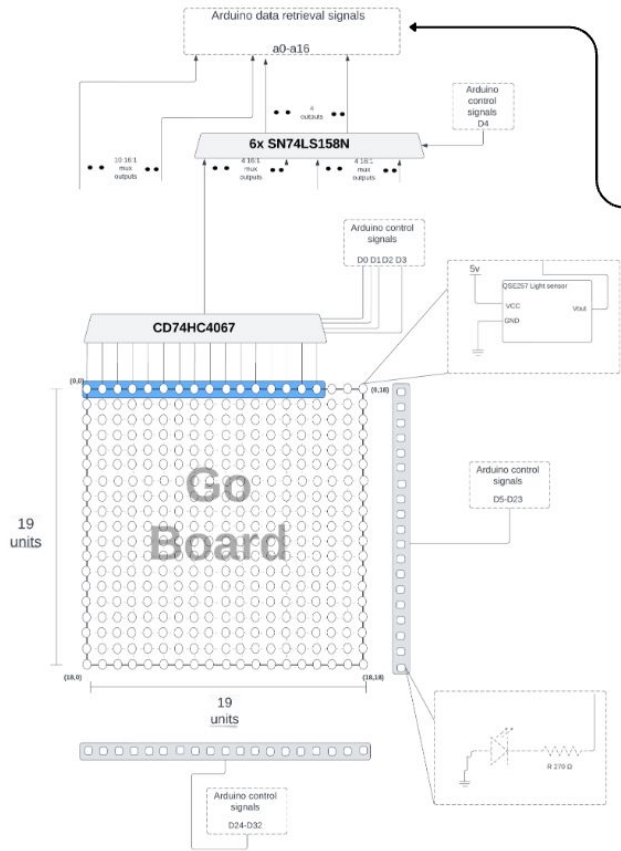 Arduino data retrieval signals
a0-a16
4
outputs
Arduino
control
signals
D4
6x SN74LS158N
10 16:1
mux
outputs
4 16:1
mux
outputs
4 16:1
mux
outputs
Arduino control
signals
D0 D1 D2 D3
5v
QSE257 Light sensor
VCC
GND
Vout
CD74HC4067
(0,0)
(0,18)
Go
Board
19
units
Arduino control
signals
D5-D23
(18,0)
(18,18)
19
units
R 270 Ω
Arduino control
signals
D24-D32